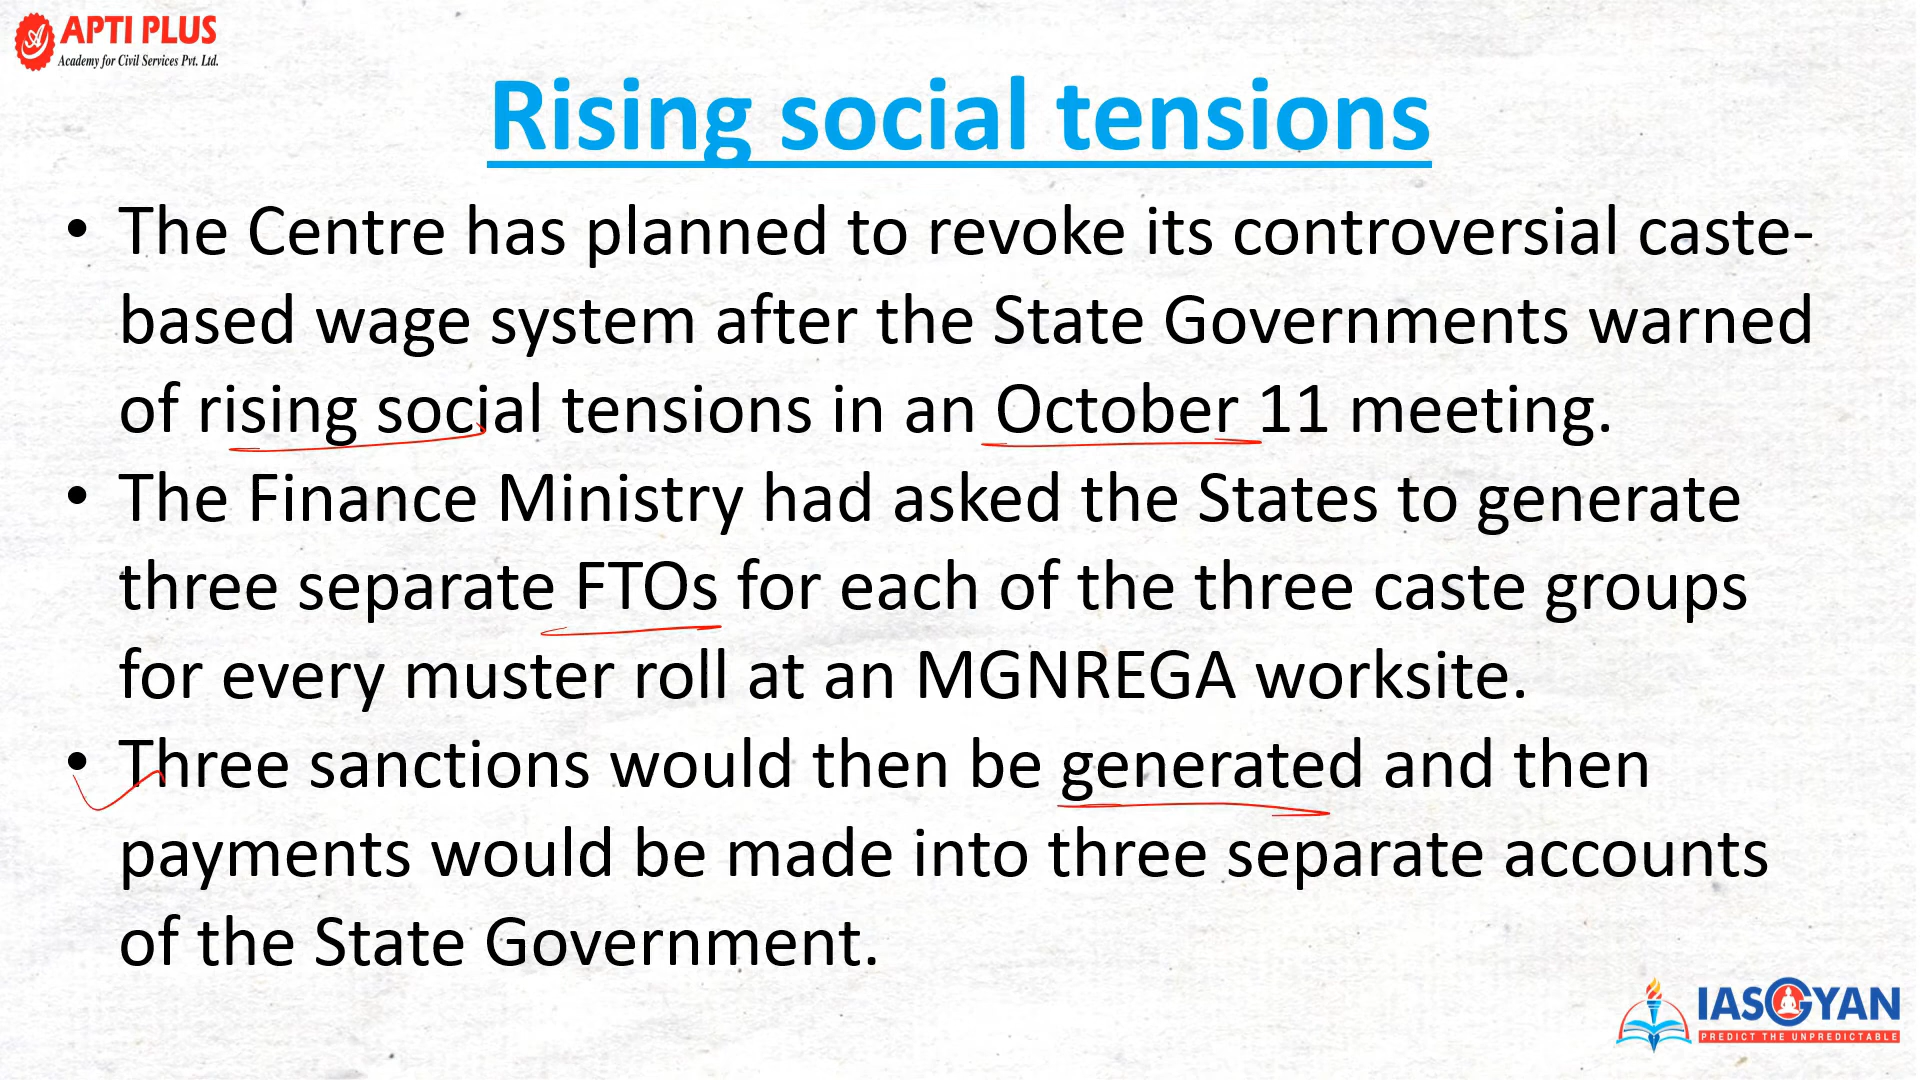 APTI PLUS
Academy for Civil Services Pvt. Ltd.
Rising social tensions
• The Centre has planned to revoke its controversial caste-
based wage system after the State Governments warned
of rising social tensions in an October 11 meeting.
• The Finance Ministry had asked the States to generate
three separate FTOs for each of the three caste groups
for every muster roll at an MGNREGA worksite.
• Three sanctions would then be generated and then
payments would be made into three separate accounts
of the State Government.
IASGYAN
PREDICT THE UNPREDICTABLE